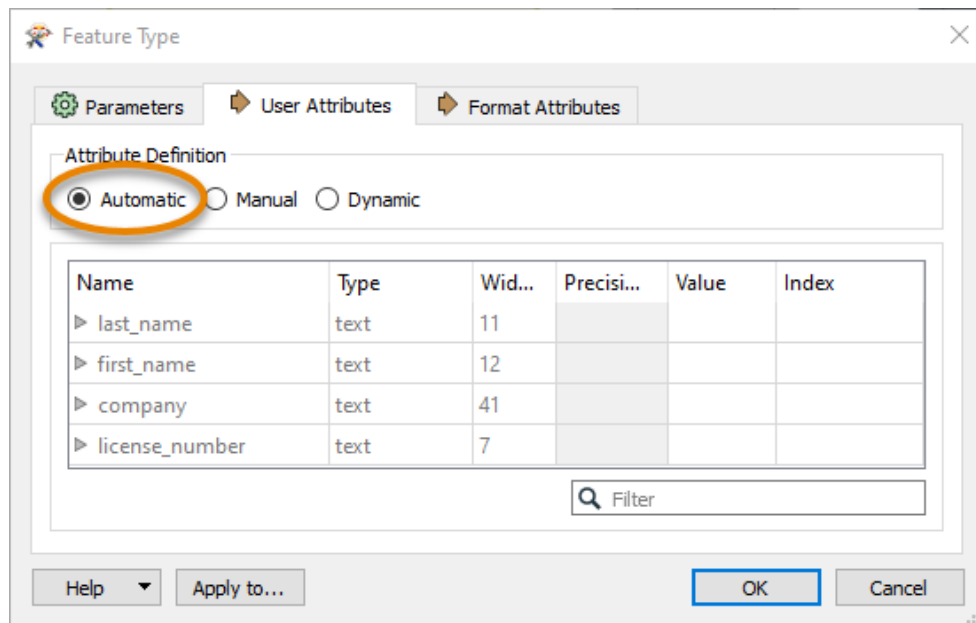 Feature Type
Parameters User Attributes Format Attributes
Attribute Definition
Automatic Manual Dynamic
Name Type Wid... Precisi... Value Index
last_name text 11
first_name text 12
company text 41
license_number text 7
Filter
Help Apply to... OK Cancel